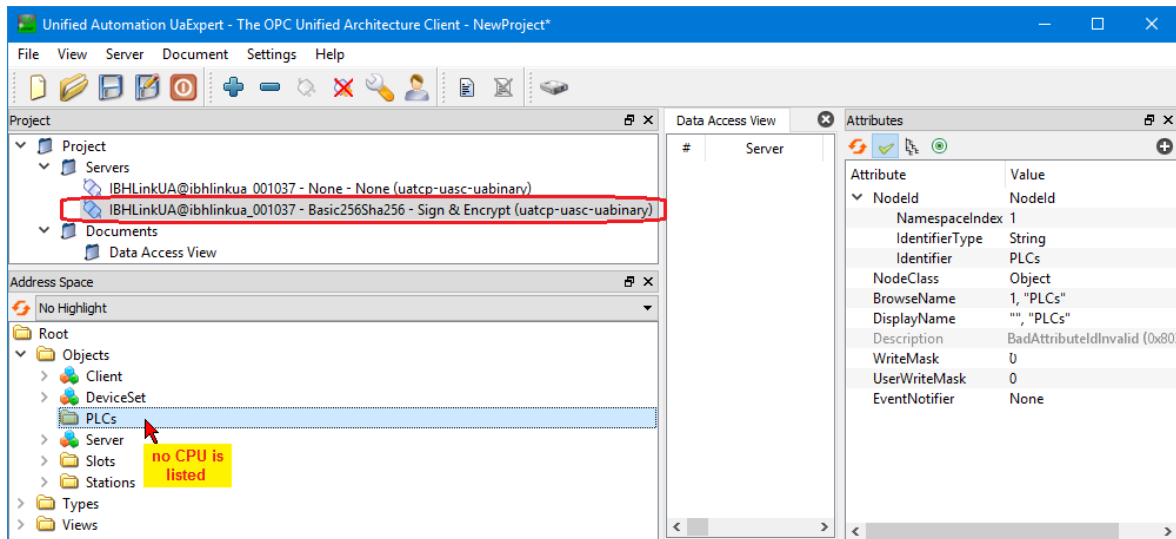 Unified Automation UaExpert - The OPC Unified Architecture Client - NewProject*
File View Server Document Settings Help
Project
Project
Servers
IBHLinkUA@ibhlinkua_001037 - None - None (uatcp-uasc-uabinary)
IBHLinkUA@ibhlinkua_001037 - Basic256Sha256 - Sign & Encrypt (uatcp-uasc-uabinary)
Documents
Data Access View
Address Space
No Highlight
Root
Objects
Client
DeviceSet
PLCs
Server
Slots
Stations
Types
Views
no CPU is
listed
Data Access View
# Server
Attributes
Attribute Value
NodeId NodeId
NamespaceIndex 1
IdentifierType String
Identifier PLCs
NodeClass Object
BrowseName 1, "PLCs"
DisplayName "", "PLCs"
Description BadAttributeIdInvalid (0x80
WriteMask 0
UserWriteMask 0
EventNotifier None